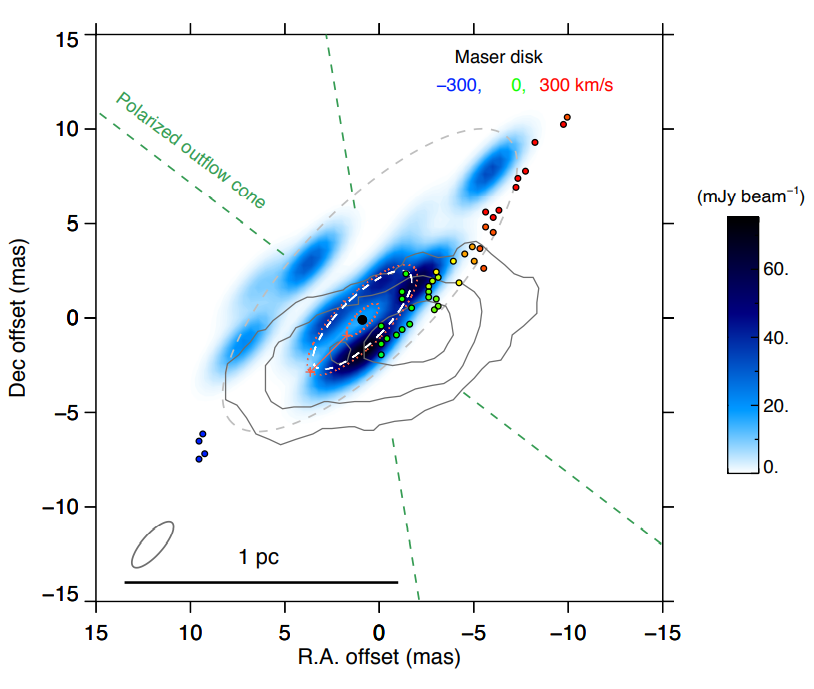 Maser disk
−300, 0, 300 km/s
Polarized outflow cone
(mJy beam⁻¹)
60.
40.
20.
0.
15
10
5
0
−5
−10
−15
Dec offset (mas)
1 pc
15 10 5 0 −5 −10 −15
R.A. offset (mas)